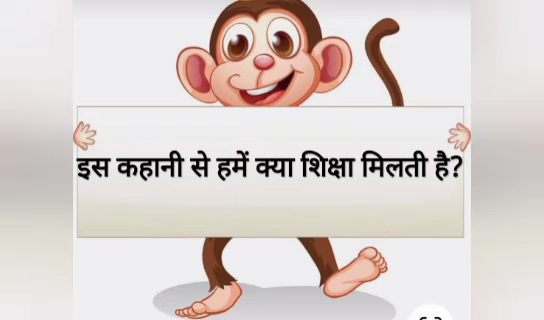 इस कहानी से हमें क्या शिक्षा मिलती है?